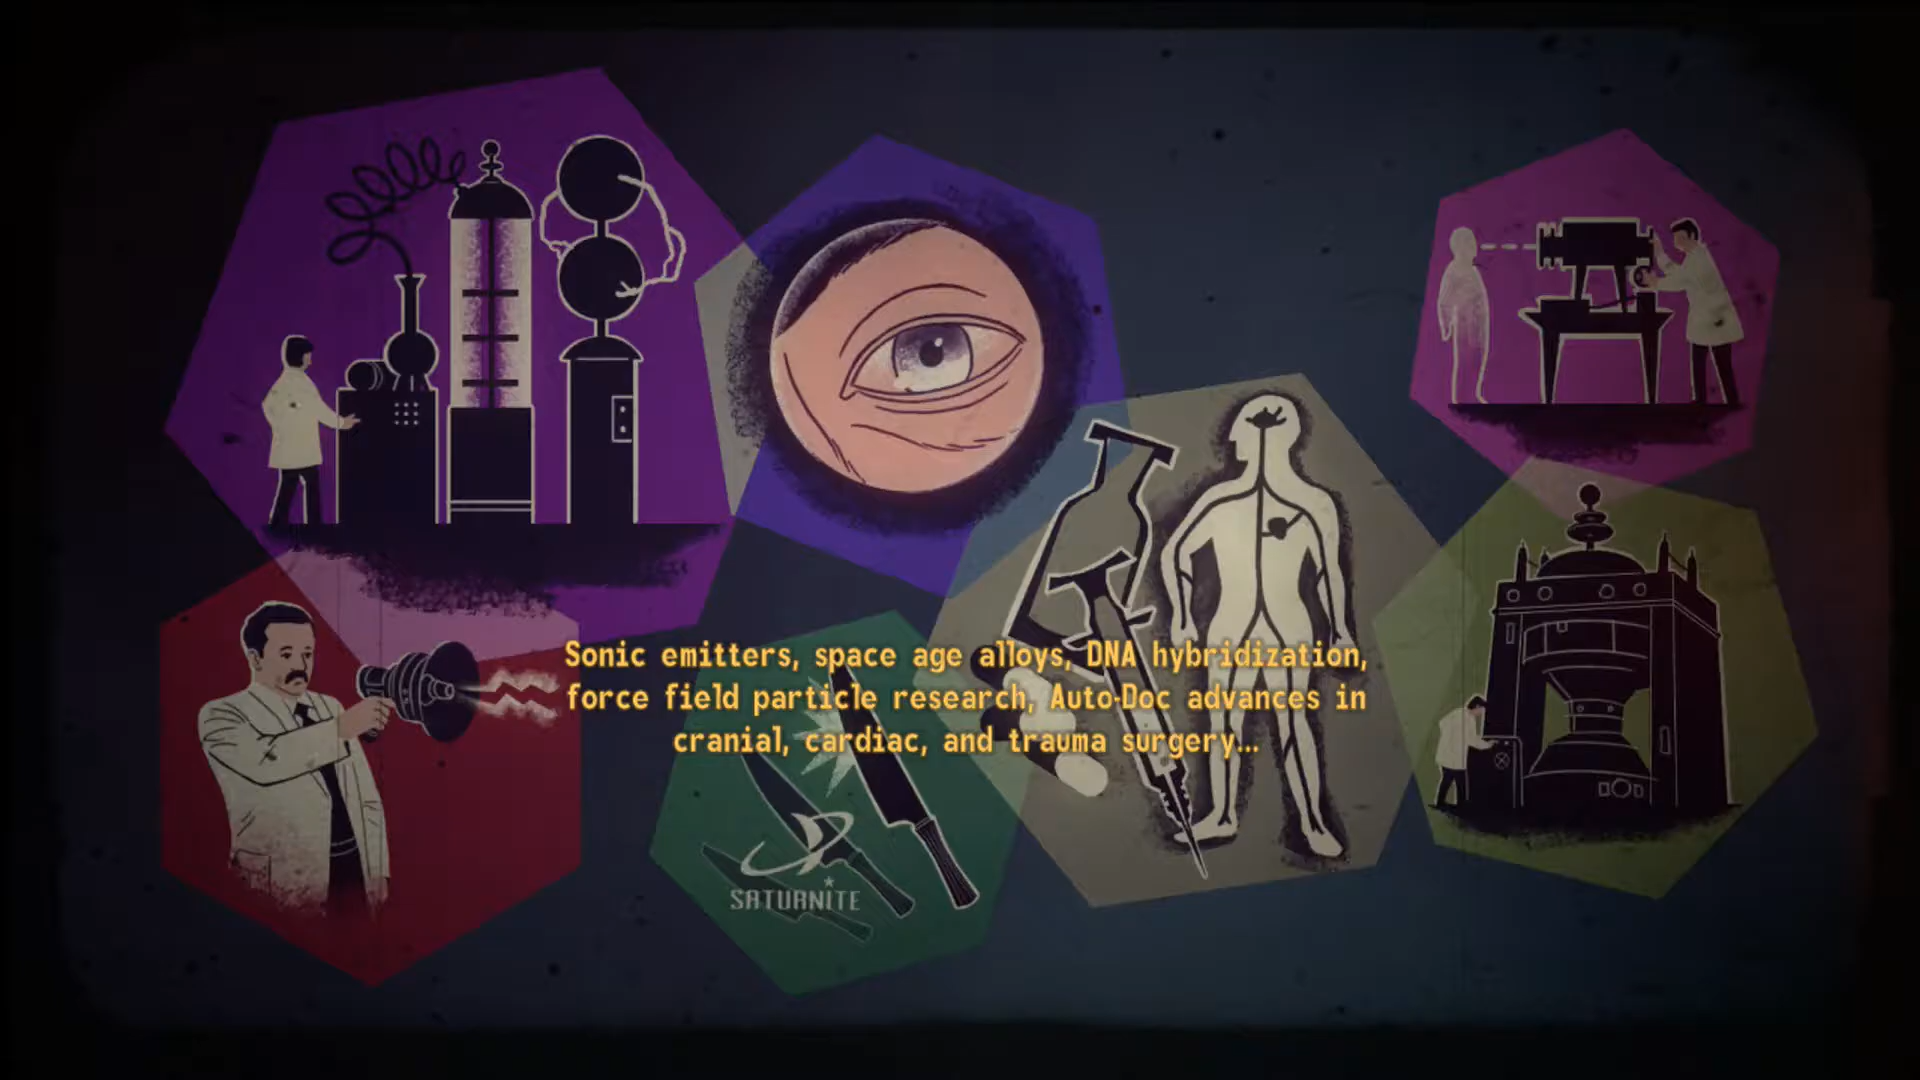 Sonic emitters, space age alloys, DNA hybridization,
force field particle research, Auto-Doc advances in
cranial, cardiac, and trauma surgery...
SATURNITE